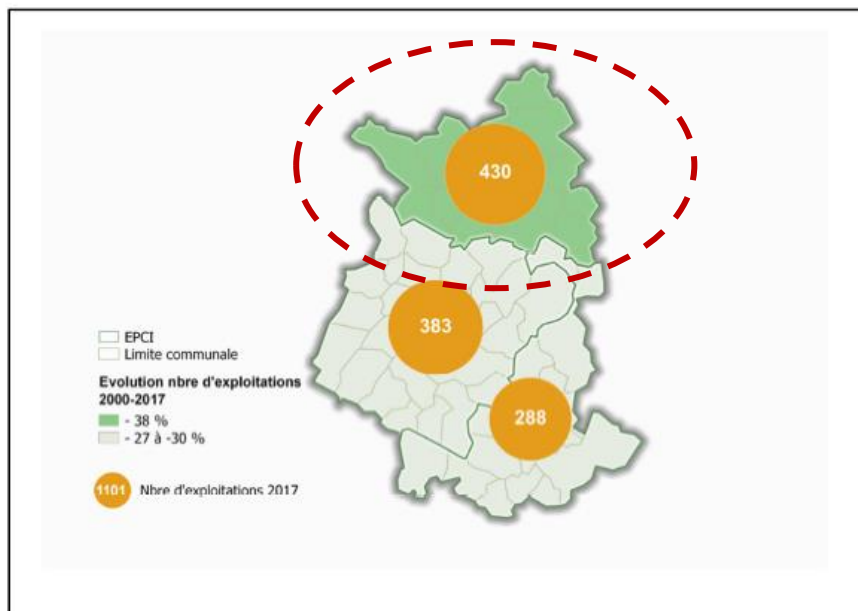 430
383
288
EPCI
Limite communale
Evolution nbre d'exploitations
2000-2017
- 38 %
- 27 à -30 %
1101 Nbre d'exploitations 2017